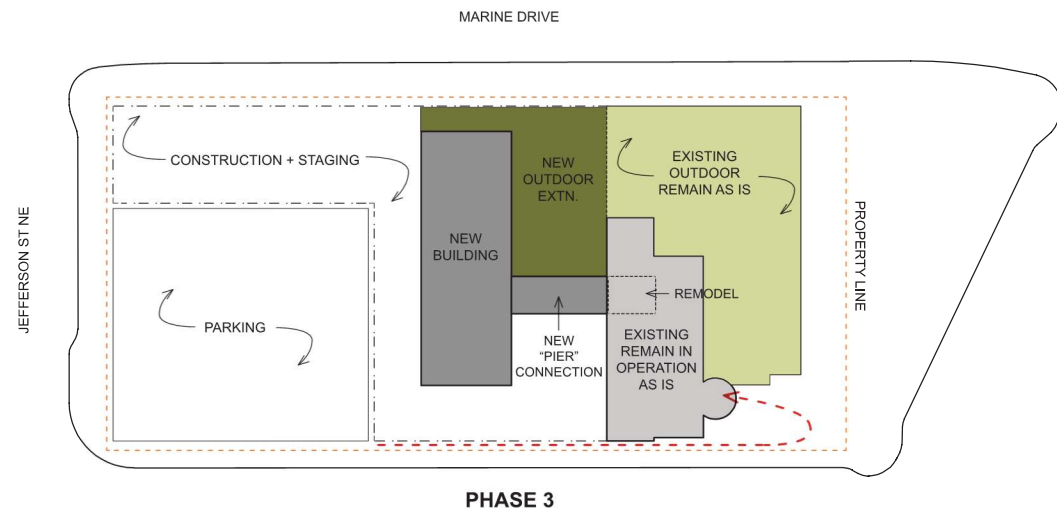 MARINE DRIVE
CONSTRUCTION + STAGING
NEW
OUTDOOR
EXTN.
EXISTING
OUTDOOR
REMAIN AS IS
JEFFERSON ST NE
NEW
BUILDING
PROPERTY LINE
REMODEL
PARKING
NEW
“PIER”
CONNECTION
EXISTING
REMAIN IN
OPERATION
AS IS
PHASE 3